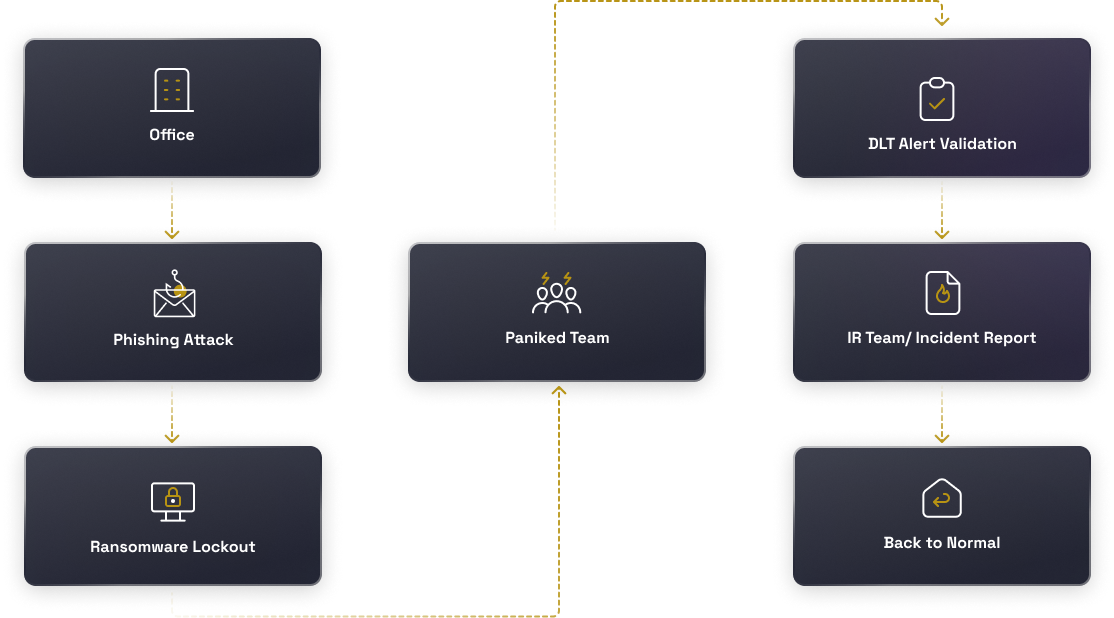 Office
Phishing Attack
Ransomware Lockout
Paniked Team
DLT Alert Validation
IR Team/ Incident Report
Back to Normal